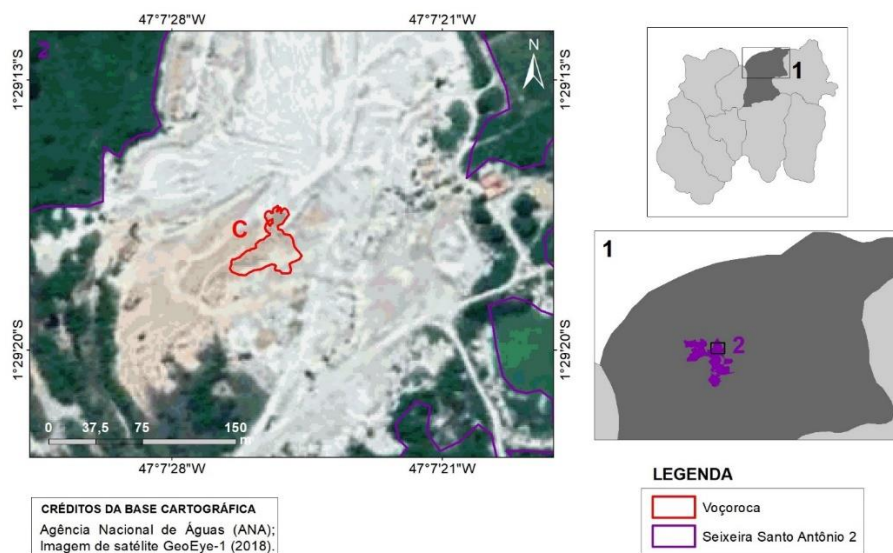 47°7'28"W
47°7'21"W
2
N
1°29'13"S
1°29'13"S
C
1°29'20"S
1°29'20"S
0 37,5 75 150
m
47°7'28"W
47°7'21"W
1
1
2
CRÉDITOS DA BASE CARTOGRÁFICA
Agência Nacional de Águas (ANA);
Imagem de satélite GeoEye-1 (2018).
LEGENDA
Voçoroca
Seixeira Santo Antônio 2